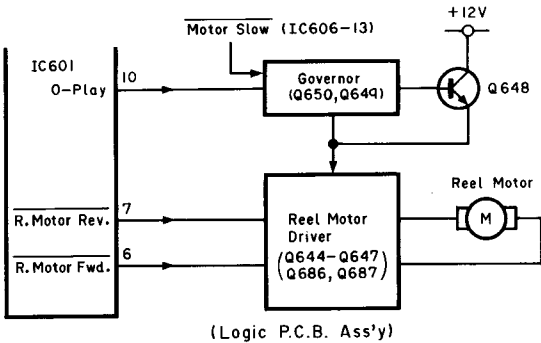 +12V
Motor Slow (IC606-13)
IC601
10
O-Play
Governor
(Q650, Q649)
Q648
Reel Motor
7
R. Motor Rev.
Reel Motor
Driver
M
6
R. Motor Fwd.
(Q644-Q647
Q686, Q687)
(Logic P.C.B. Ass'y)